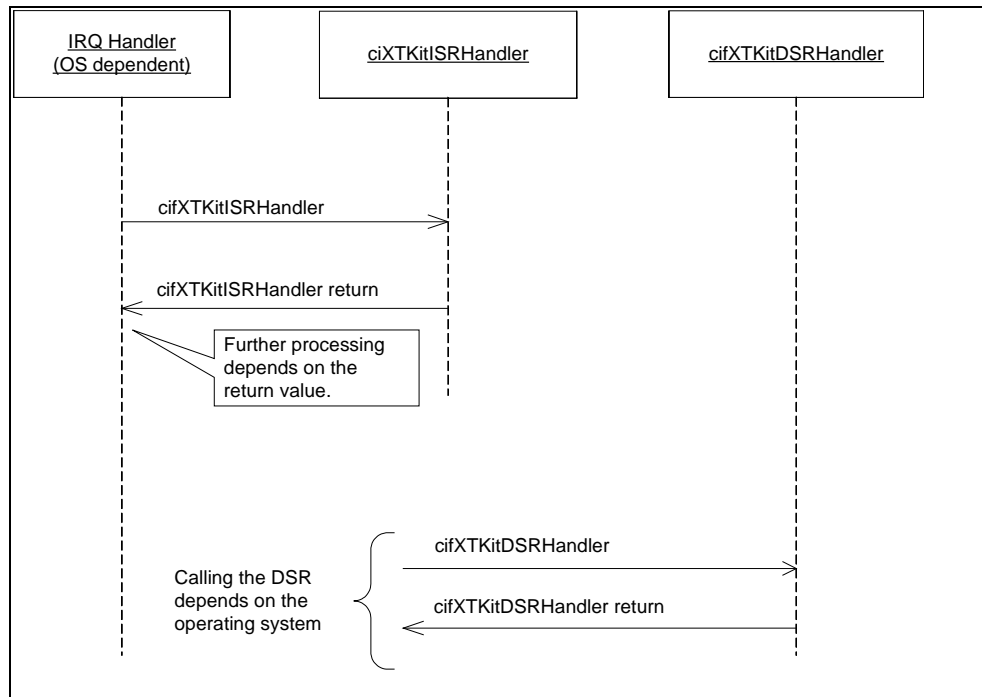 IRQ Handler
(OS dependent)
ciXTKitISRHandler
cifXTKitDSRHandler
cifXTKitISRHandler
cifXTKitISRHandler return
Further processing
depends on the
return value.
cifXTKitDSRHandler
Calling the DSR
depends on the
operating system
cifXTKitDSRHandler return